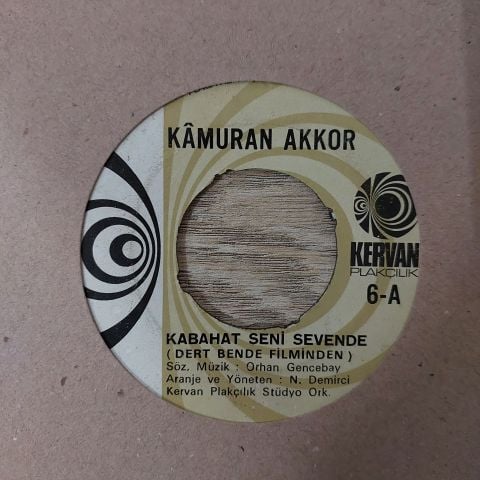 KÂMURAN AKKOR
KERVAN
PLAKÇILIK
6-A
KABAHAT SENİ SEVENDE
(DERT BENDE FİLMİNDEN)
Söz. Müzik : Orhan Gencebay
Aranje ve Yöneten : N. Demirci
Kervan Plakçılık Stüdyo Ork.